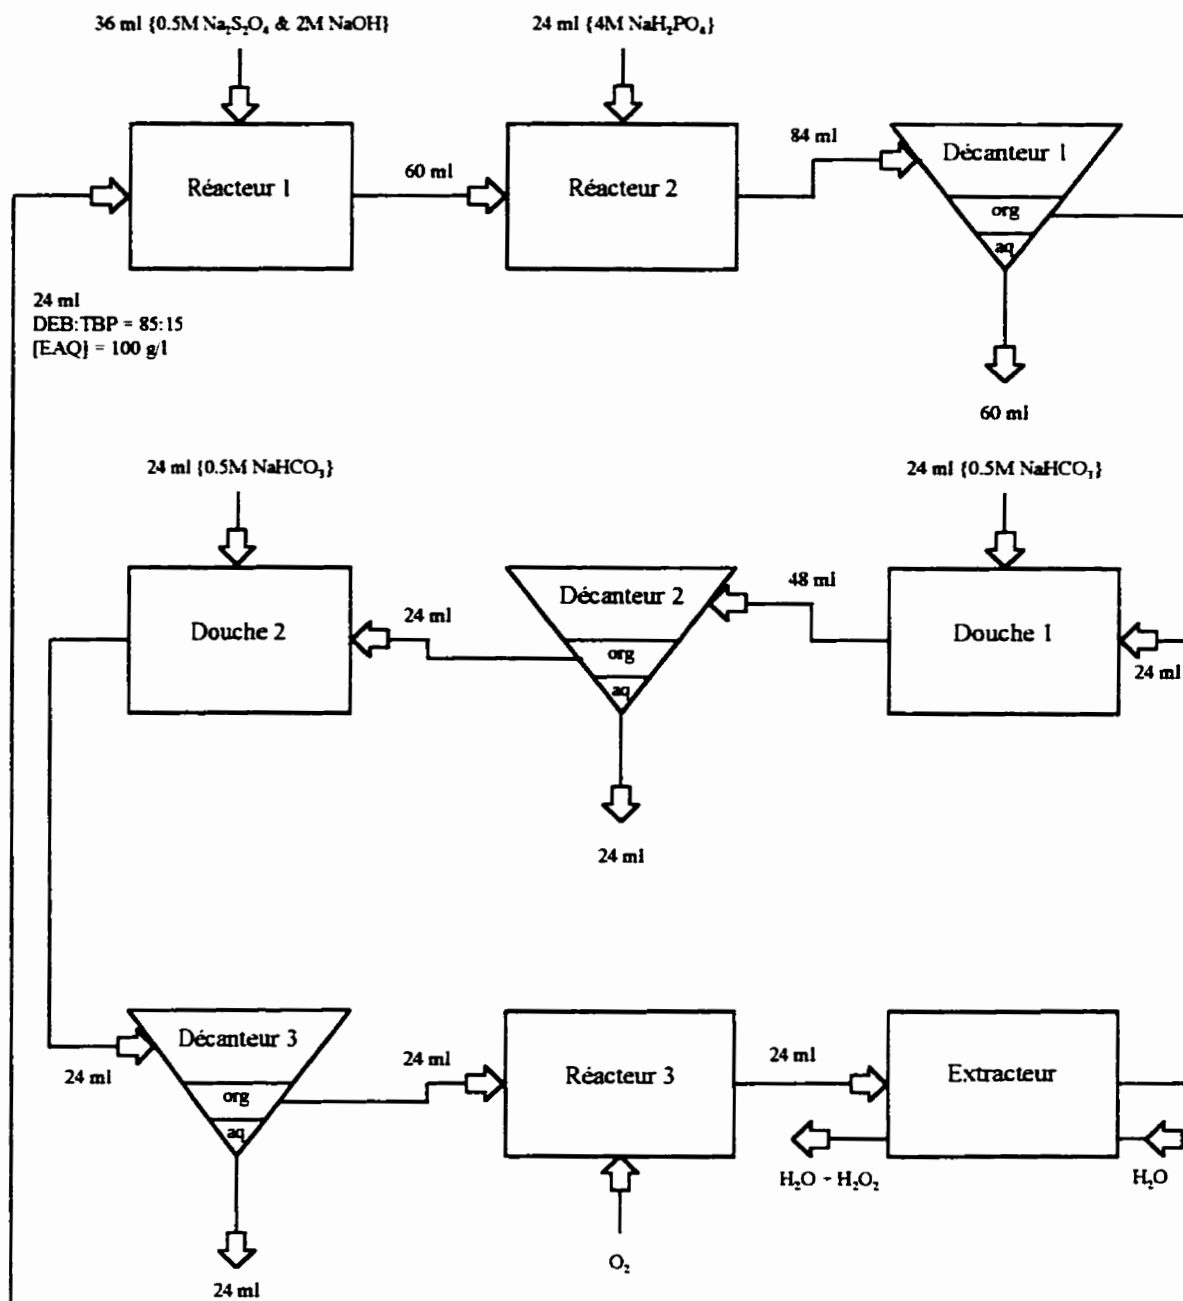 36 ml {0.5M Na₂S₂O₄ & 2M NaOH}
24 ml {4M NaH₂PO₄}
Réacteur 1
60 ml
Réacteur 2
84 ml
Décanteur 1
org
aq
24 ml
DEB:TBP = 85:15
[EAQ] = 100 g/l
60 ml
24 ml {0.5M NaHCO₃}
24 ml {0.5M NaHCO₃}
Douche 2
24 ml
Décanteur 2
org
aq
48 ml
Douche 1
24 ml
24 ml
Décanteur 3
org
aq
24 ml
24 ml
Réacteur 3
24 ml
Extracteur
H₂O - H₂O₂
H₂O
O₂
24 ml